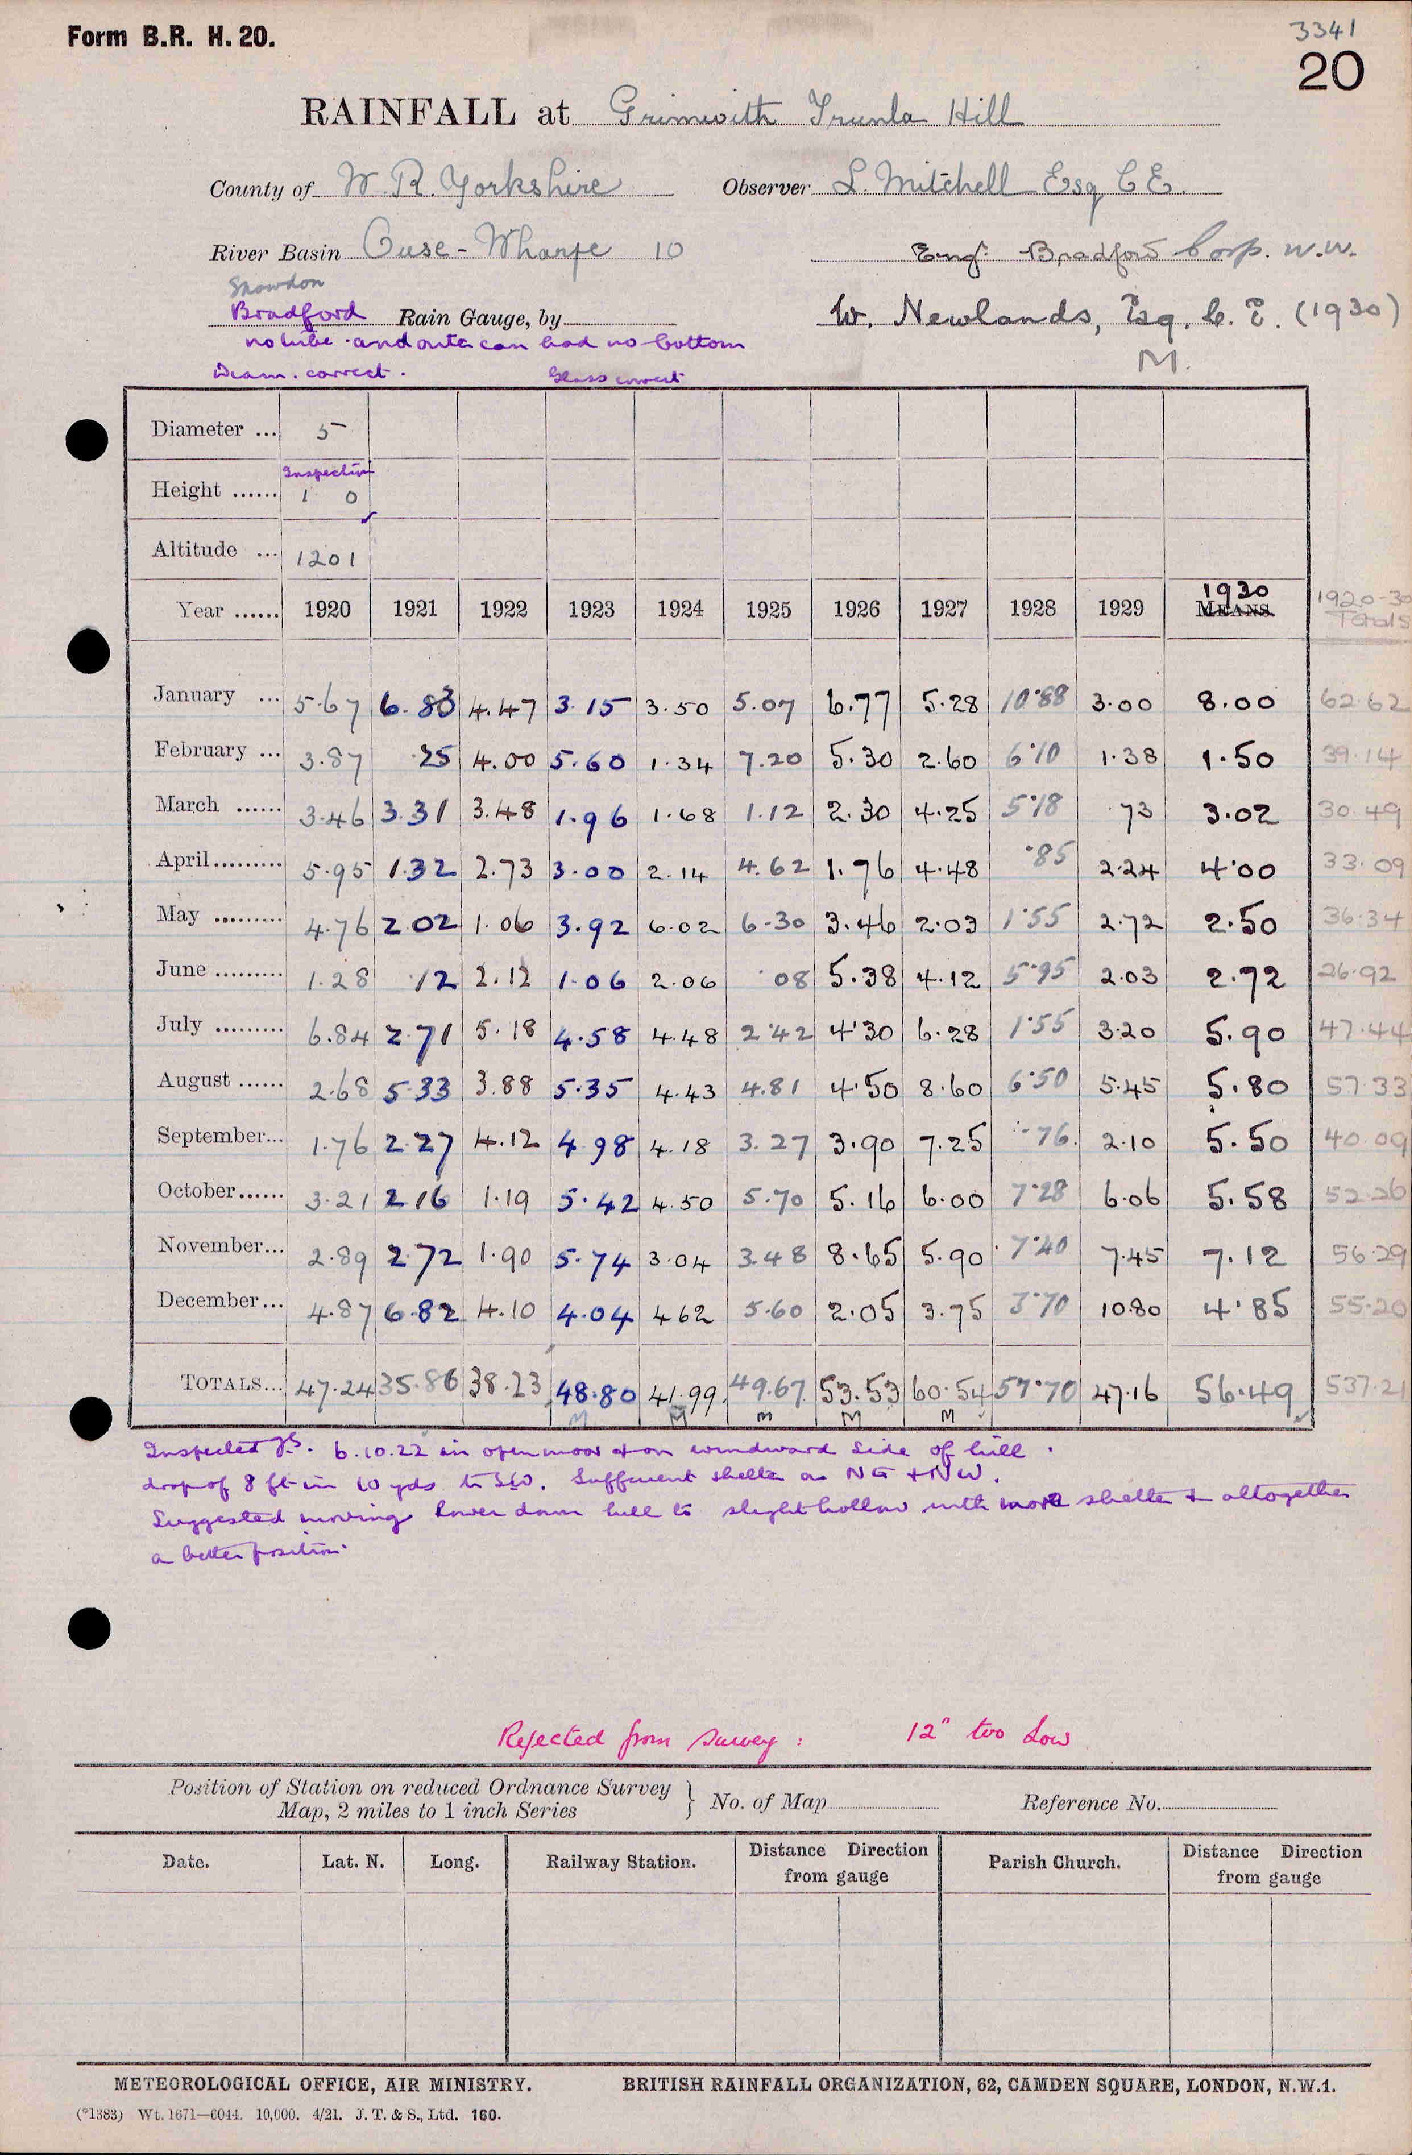 Form B.R. H. 20.
3341
20
RAINFALL at Grimwith Trunla Hill
County of W. R. Yorkshire Observer L. Mitchell Esq C E
River Basin Ouse - Wharfe 10 Engr. Bradford Corp. W.W.
Snowdon
Bradford Rain Gauge, by W. Newlands, Esq. C. E. (1930)
no tube and outer can had no bottom M.
Diam. correct. Glass correct
Diameter ... 5
Inspection
Height ...... 1 0
Altitude ... 1201
Year ...... 1920 1921 1922 1923 1924 1925 1926 1927 1928 1929 1930 MEANS 1920-30 Totals
January ... 5.67 6.83 4.47 3.15 3.50 5.07 6.77 5.28 10.88 3.00 8.00 62.62
February ... 3.87 .25 4.00 5.60 1.34 7.20 5.30 2.60 6.10 1.38 1.50 39.14
March ...... 3.46 3.31 3.48 1.96 1.68 1.12 2.30 4.25 5.18 73 3.02 30.49
April ......... 5.95 1.32 2.73 3.00 2.14 4.62 1.76 4.48 .85 2.24 4.00 33.09
May ......... 4.76 2.02 1.06 3.92 6.02 6.30 3.46 2.03 1.55 2.72 2.50 36.34
June ......... 1.28 .12 2.12 1.06 2.06 .08 5.38 4.12 5.95 2.03 2.72 26.92
July ......... 6.84 2.71 5.18 4.58 4.48 2.42 4.30 6.28 1.55 3.20 5.90 47.44
August ...... 2.68 5.33 3.88 5.35 4.43 4.81 4.50 8.60 6.50 5.45 5.80 57.33
September... 1.76 2.27 4.12 4.98 4.18 3.27 3.90 7.25 .76 2.10 5.50 40.09
October...... 3.21 2.16 1.19 5.42 4.50 5.70 5.16 6.00 7.28 6.06 5.58 52.26
November... 2.89 2.72 1.90 5.74 3.04 3.48 8.65 5.90 7.40 7.45 7.12 56.29
December... 4.87 6.82 4.10 4.04 4.62 5.60 2.05 3.75 3.70 10.80 4.85 55.20
TOTALS... 47.24 35.86 38.23 48.80 41.99 49.67 53.53 60.54 57.70 47.16 56.49 537.21
M M M M M
Inspected 6.10.22 in open moor & on windward side of hill.
drop of 8 ft in 10 yds to SW. Sufficient shelter on NE & NW.
Suggested moving lower down hill to slight hollow with more shelter & altogether
a better position.
Rejected from survey: 12" too low
Position of Station on reduced Ordnance Survey
Map, 2 miles to 1 inch Series } No. of Map Reference No.
Date. Lat. N. Long. Railway Station. Distance Direction from gauge Parish Church. Distance Direction from gauge
METEOROLOGICAL OFFICE, AIR MINISTRY. BRITISH RAINFALL ORGANIZATION, 62, CAMDEN SQUARE, LONDON, N.W.1.
(*1383) Wt. 1671—6044. 10,000. 4/21. J. T. & S., Ltd. 160.